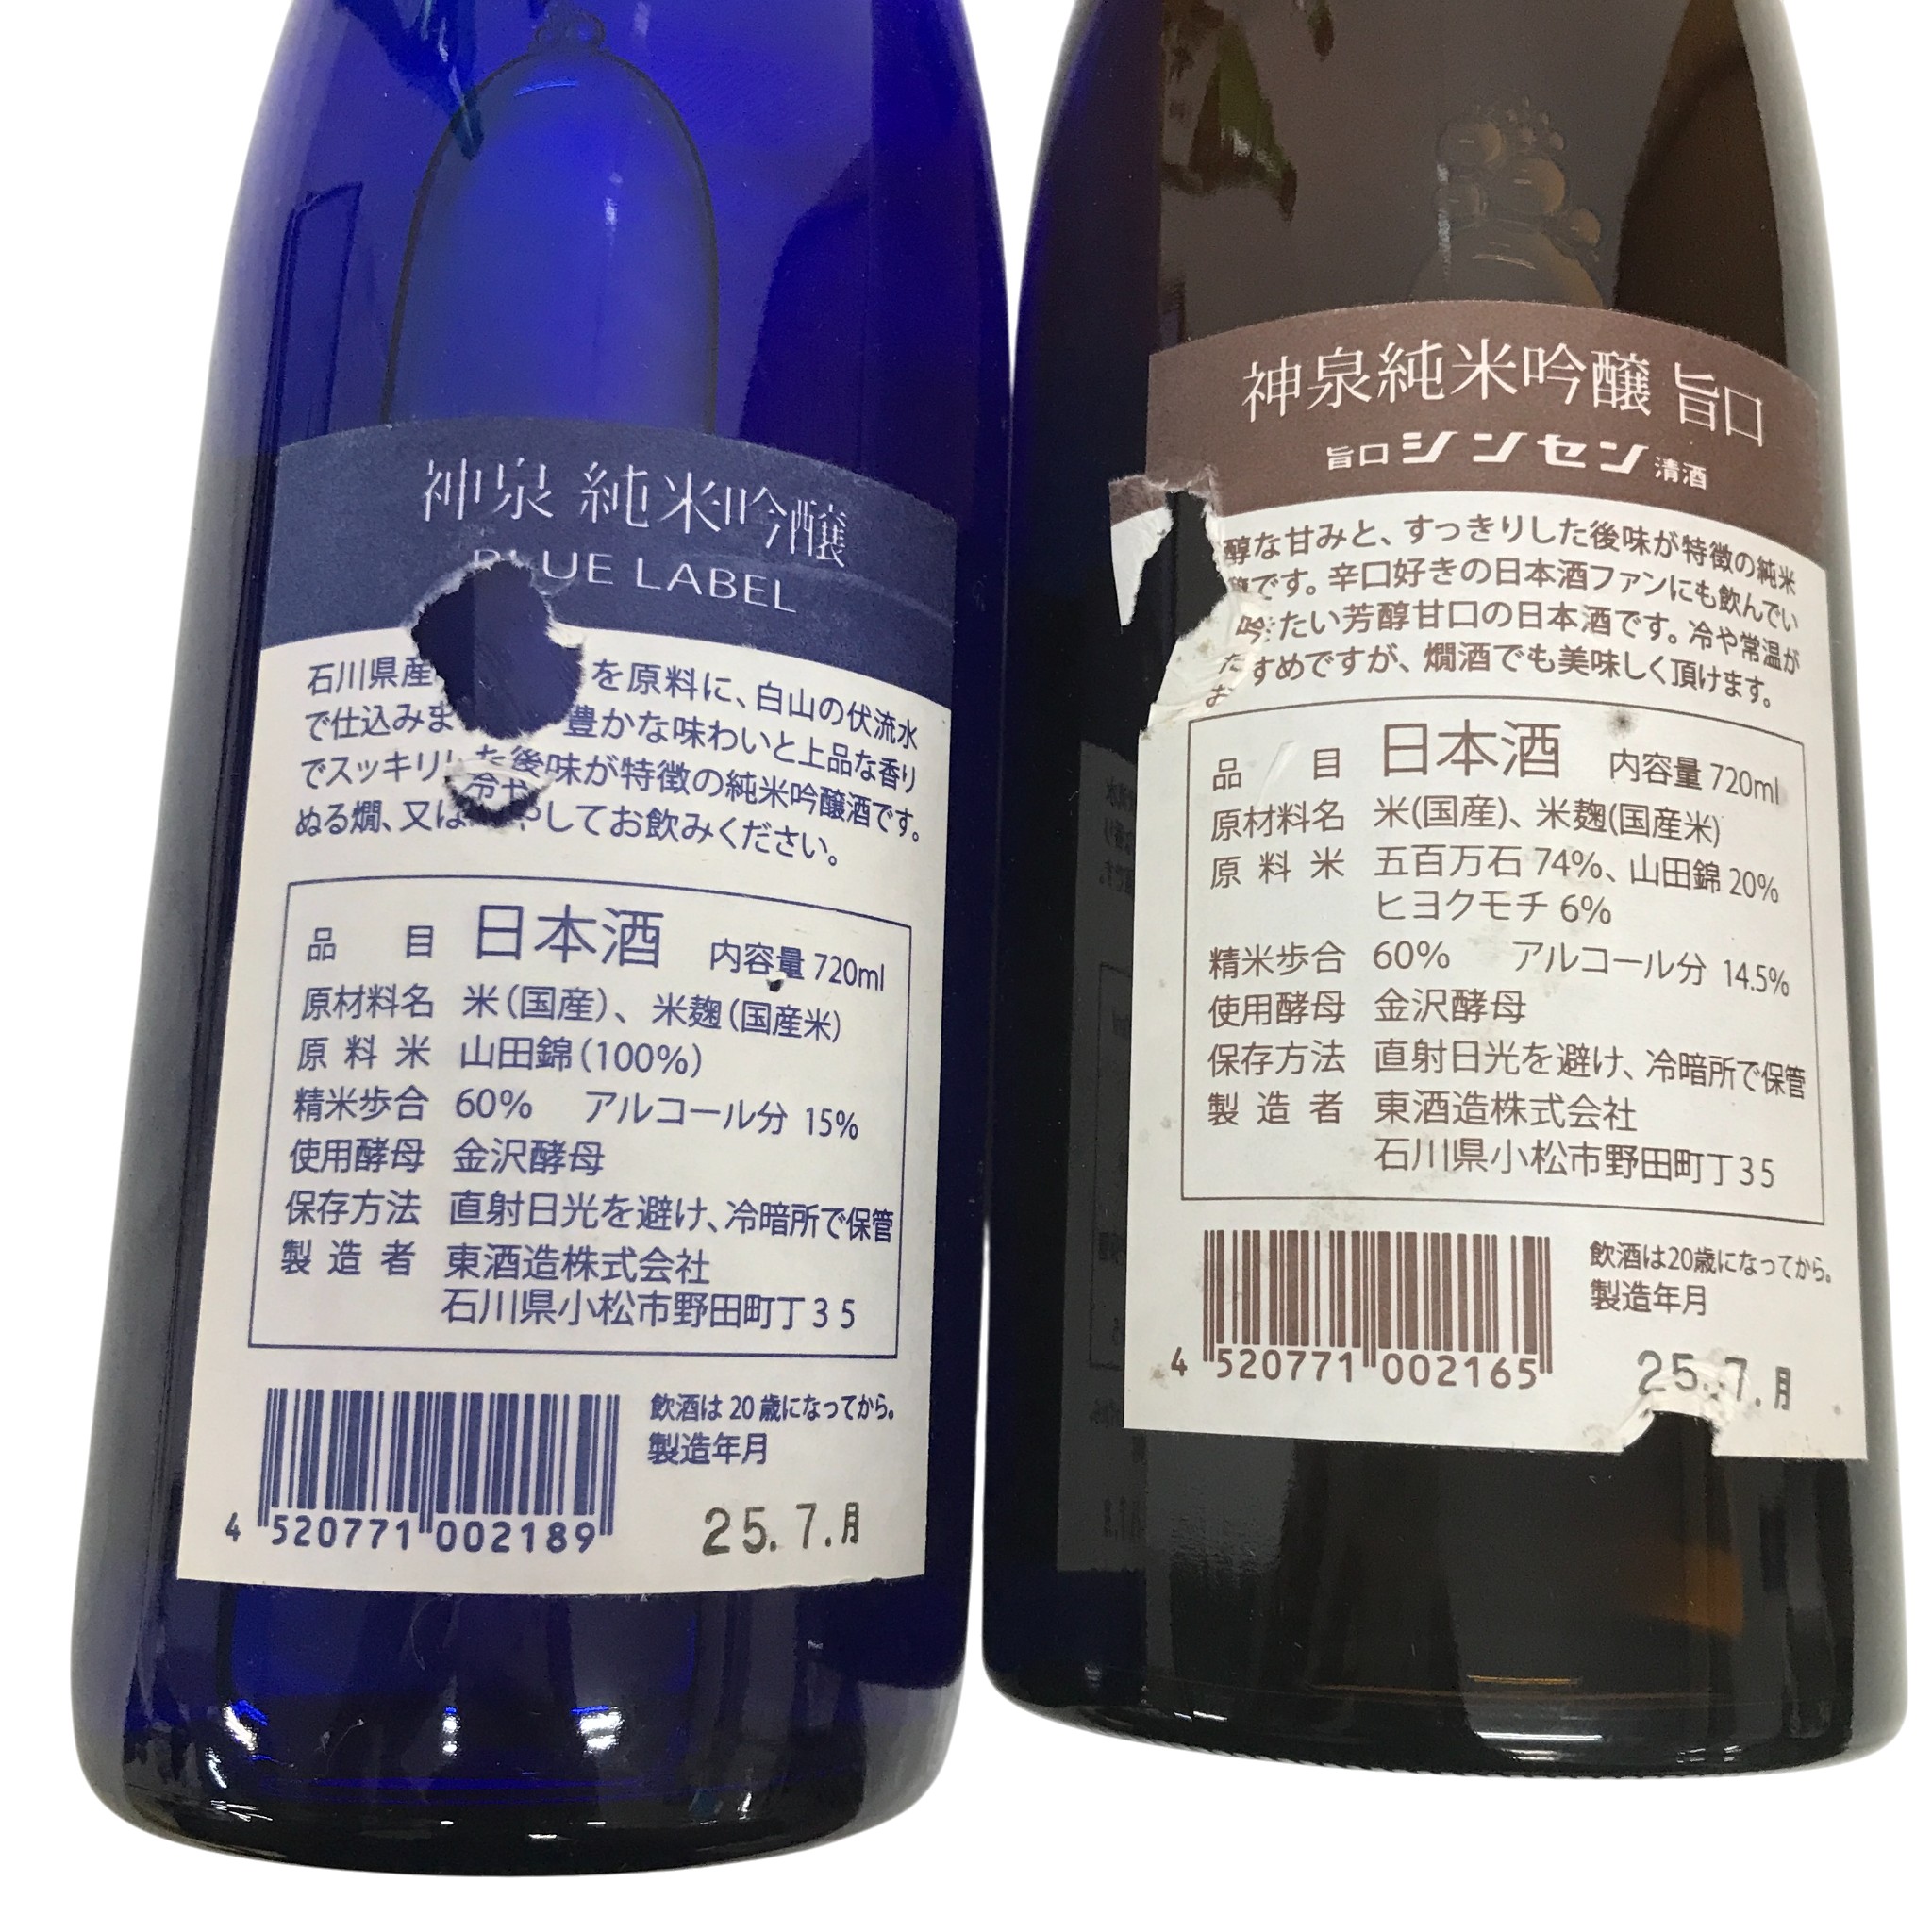 神泉 純米吟醸
BLUE LABEL
石川県産 を原料に、白山の伏流水
で仕込みま 豊かな味わいと上品な香り
でスッキリした後味が特徴の純米吟醸酒です。
ぬる燗、又は冷やしてお飲みください。
品 目 日本酒 内容量 720ml
原材料名 米(国産)、米麹(国産米)
原料米 山田錦(100%)
精米歩合 60% アルコール分 15%
使用酵母 金沢酵母
保存方法 直射日光を避け、冷暗所で保管
製造者 東酒造株式会社
石川県小松市野田町丁35
4 520771 002189
飲酒は20歳になってから。
製造年月
25.7.月
神泉純米吟醸 旨口
旨口シンセン清酒
醇な甘みと、すっきりした後味が特徴の純米
です。辛口好きの日本酒ファンにも飲んでい
たい芳醇甘口の日本酒です。冷や常温が
すめですが、燗酒でも美味しく頂けます。
品 目 日本酒 内容量 720ml
原材料名 米(国産)、米麹(国産米)
原料米 五百万石 74%、山田錦 20%
ヒヨクモチ 6%
精米歩合 60% アルコール分 14.5%
使用酵母 金沢酵母
保存方法 直射日光を避け、冷暗所で保管
製造者 東酒造株式会社
石川県小松市野田町丁35
4 520771 002165
飲酒は20歳になってから。
製造年月
25.7.月